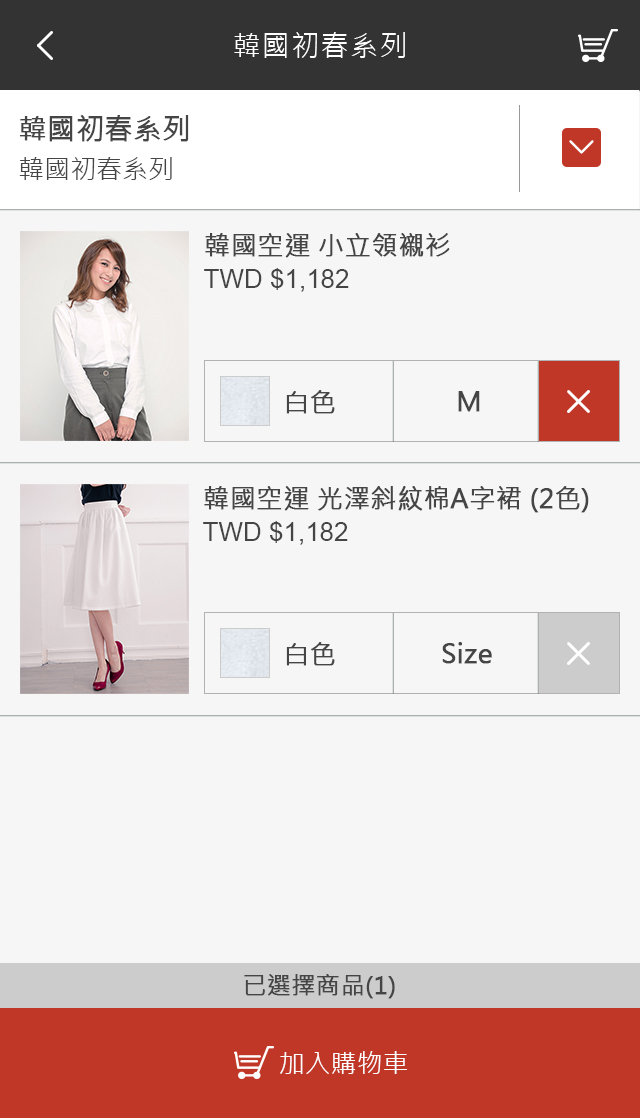 韓國初春系列
韓國初春系列
韓國初春系列
韓國空運 小立領襯衫
TWD $1,182
白色
M
韓國空運 光澤斜紋棉A字裙 (2色)
TWD $1,182
白色
Size
已選擇商品(1)
加入購物車